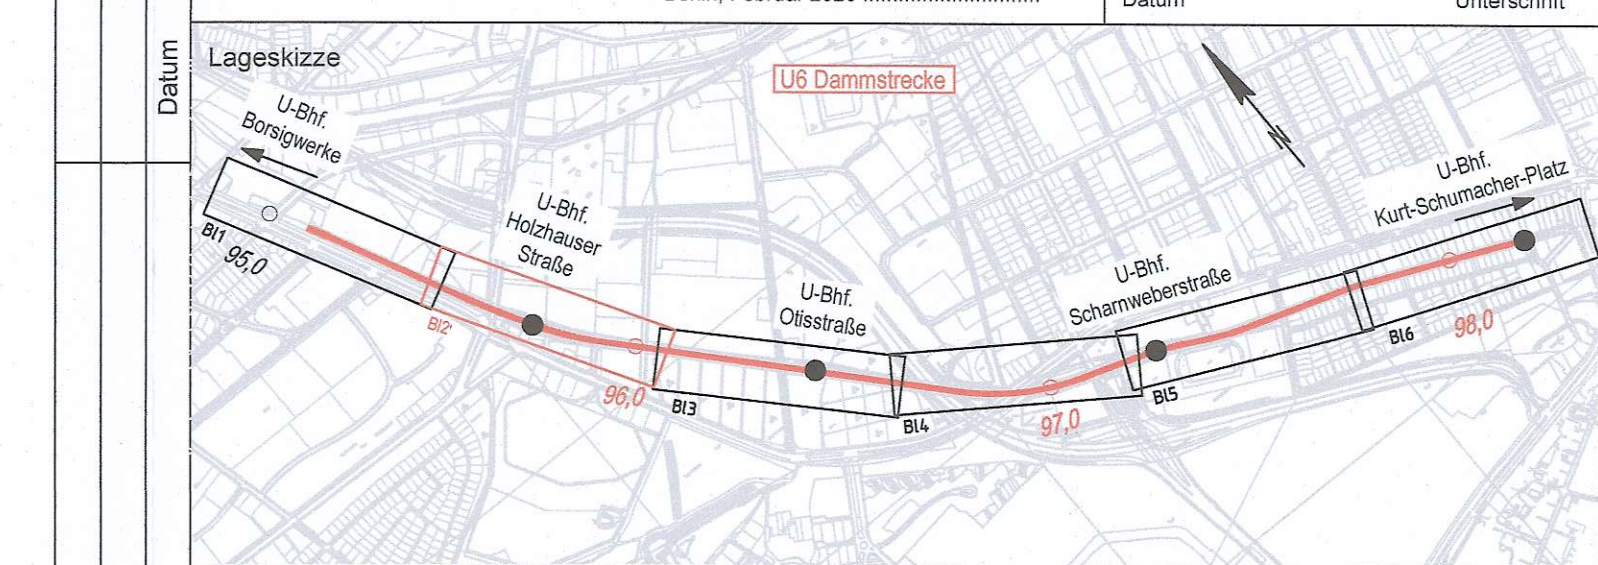 Datum
Unterschrift
Datum
Lageskizze
U6 Dammstrecke
U-Bhf.
Borsigwerke
Bl1
95,0
U-Bhf.
Holzhauser
Straße
Bl2'
96,0
Bl3
U-Bhf.
Otisstraße
Bl4
97,0
U-Bhf.
Scharnweberstraße
Bl5
U-Bhf.
Kurt-Schumacher-Platz
Bl6
98,0
N